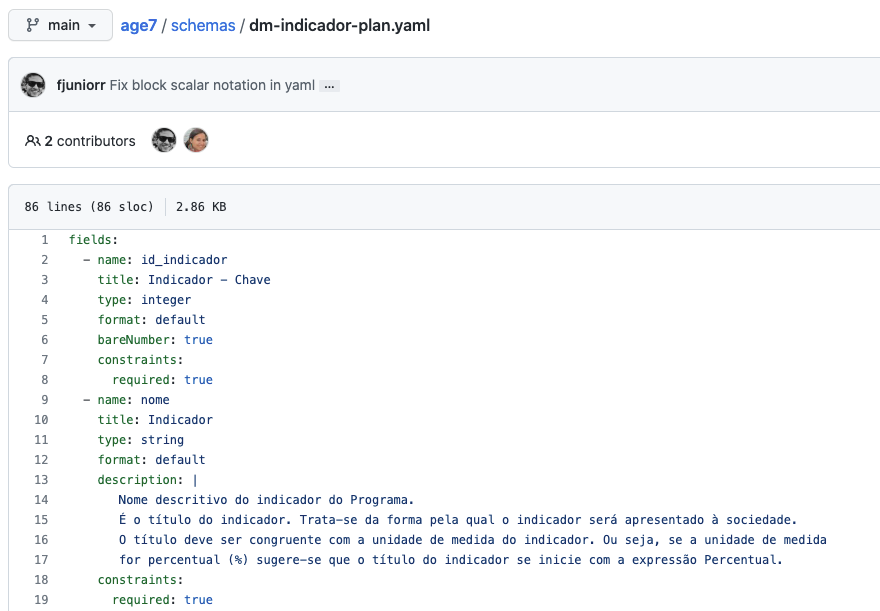 main
age7 / schemas / dm-indicador-plan.yaml
fjuniorr Fix block scalar notation in yaml ...
2 contributors
86 lines (86 sloc) 2.86 KB
1 fields:
2 - name: id_indicador
3 title: Indicador - Chave
4 type: integer
5 format: default
6 bareNumber: true
7 constraints:
8 required: true
9 - name: nome
10 title: Indicador
11 type: string
12 format: default
13 description: |
14 Nome descritivo do indicador do Programa.
15 É o título do indicador. Trata-se da forma pela qual o indicador será apresentado à sociedade.
16 O título deve ser congruente com a unidade de medida do indicador. Ou seja, se a unidade de medida
17 for percentual (%) sugere-se que o título do indicador se inicie com a expressão Percentual.
18 constraints:
19 required: true